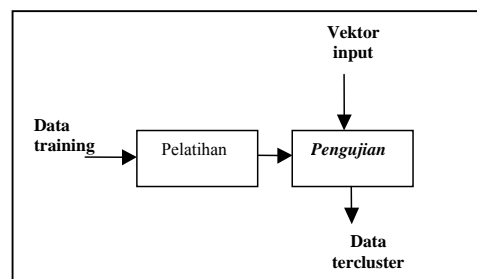 Vektor
input
Data
training
Pelatihan
Pengujian
Data
tercluster